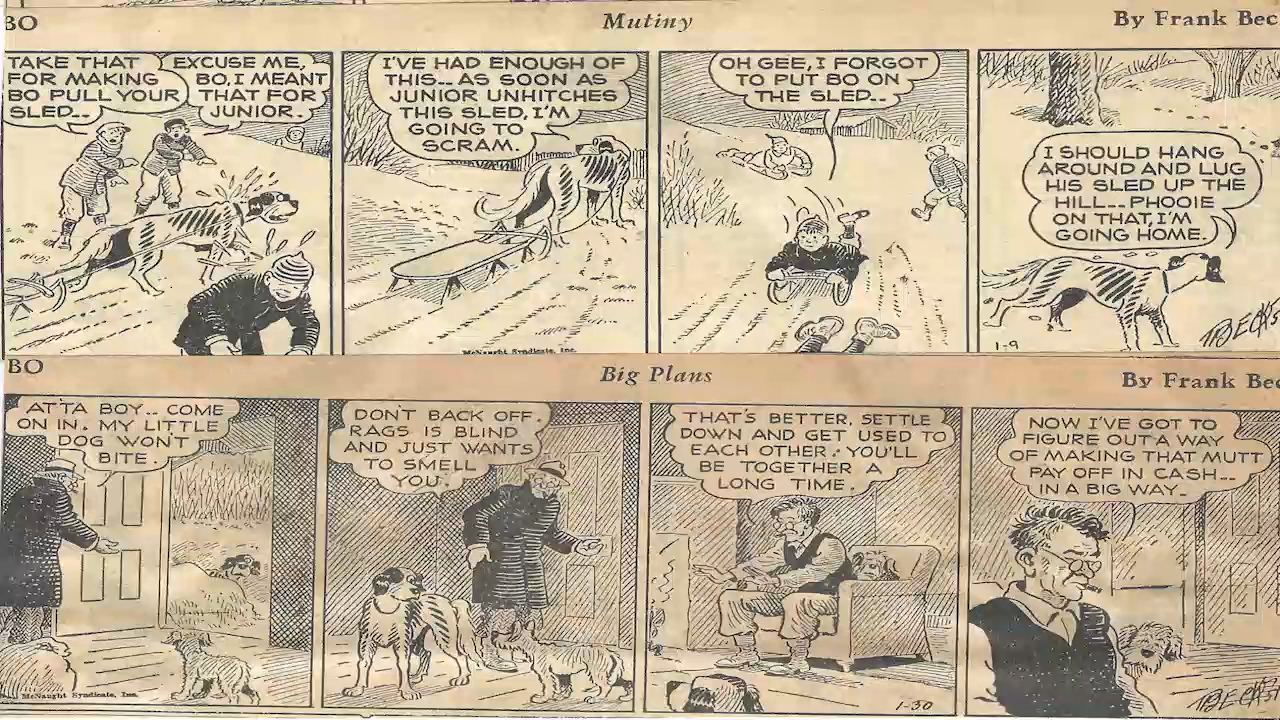 BO
Mutiny
By Frank Bec
TAKE THAT
FOR MAKING
BO PULL YOUR
SLED--
EXCUSE ME,
BO, I MEANT
THAT FOR
JUNIOR.
I'VE HAD ENOUGH OF
THIS-- AS SOON AS
JUNIOR UNHITCHES
THIS SLED, I'M
GOING TO
SCRAM.
McNaught Syndicate, Inc.
OH GEE, I FORGOT
TO PUT BO ON
THE SLED--
I SHOULD HANG
AROUND AND LUG
HIS SLED UP THE
HILL-- PHOOIE
ON THAT, I'M
GOING HOME.
1-9
BO
Big Plans
By Frank Bec
ATTA BOY-- COME
ON IN. MY LITTLE
DOG WON'T
BITE.
McNaught Syndicate, Inc.
DON'T BACK OFF.
RAGS IS BLIND
AND JUST WANTS
TO SMELL
YOU.
THAT'S BETTER. SETTLE
DOWN AND GET USED TO
EACH OTHER. YOU'LL
BE TOGETHER A
LONG TIME.
1-30
NOW I'VE GOT TO
FIGURE OUT A WAY
OF MAKING THAT MUTT
PAY OFF IN CASH--
IN A BIG WAY.